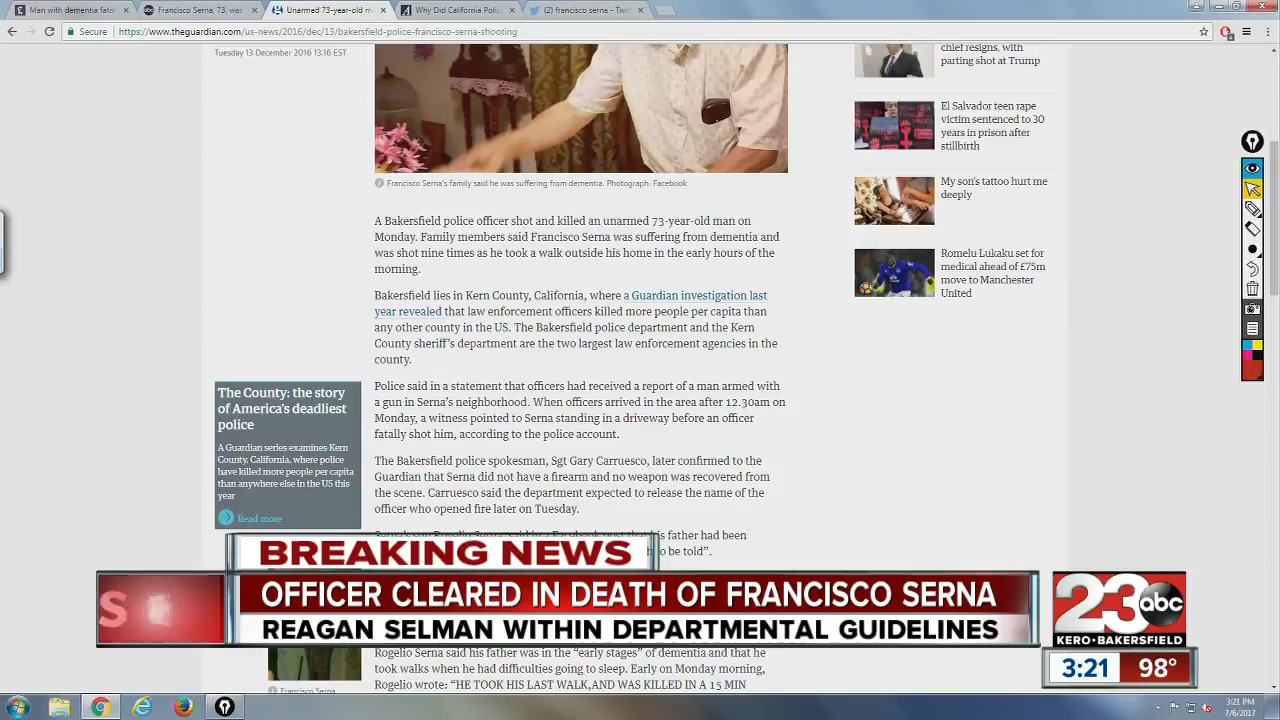 Man with dementia fatal
Francisco Serna, 73, was
Unarmed 73-year-old m
Why Did California Polic
(2) francisco serna - Twit
Secure
https://www.theguardian.com/us-news/2016/dec/13/bakersfield-police-francisco-serna-shooting
Tuesday 13 December 2016 13.16 EST
Francisco Serna's family said he was suffering from dementia. Photograph. Facebook
A Bakersfield police officer shot and killed an unarmed 73-year-old man on
Monday. Family members said Francisco Serna was suffering from dementia and
was shot nine times as he took a walk outside his home in the early hours of the
morning.
Bakersfield lies in Kern County, California, where a Guardian investigation last
year revealed that law enforcement officers killed more people per capita than
any other county in the US. The Bakersfield police department and the Kern
County sheriff's department are the two largest law enforcement agencies in the
county.
Police said in a statement that officers had received a report of a man armed with
a gun in Serna's neighborhood. When officers arrived in the area after 12.30am on
Monday, a witness pointed to Serna standing in a driveway before an officer
fatally shot him, according to the police account.
The Bakersfield police spokesman, Sgt Gary Carruesco, later confirmed to the
Guardian that Serna did not have a firearm and no weapon was recovered from
the scene. Carruesco said the department expected to release the name of the
officer who opened fire later on Tuesday.
father had been
to be told”.
Rogelio Serna said his father was in the “early stages” of dementia and that he
took walks when he had difficulties going to sleep. Early on Monday morning,
Rogelio wrote: “HE TOOK HIS LAST WALK,AND WAS KILLED IN A 15 MIN
The County: the story
of America's deadliest
police
A Guardian series examines Kern
County, California, where police
have killed more people per capita
than anywhere else in the US this
year
Read more
Francisco Serna
chief resigns, with
parting shot at Trump
El Salvador teen rape
victim sentenced to 30
years in prison after
stillbirth
My son's tattoo hurt me
deeply
Romelu Lukaku set for
medical ahead of £75m
move to Manchester
United
BREAKING NEWS
OFFICER CLEARED IN DEATH OF FRANCISCO SERNA
REAGAN SELMAN WITHIN DEPARTMENTAL GUIDELINES
23 abc
KERO-BAKERSFIELD
3:21 98°
3:21 PM
7/6/2017